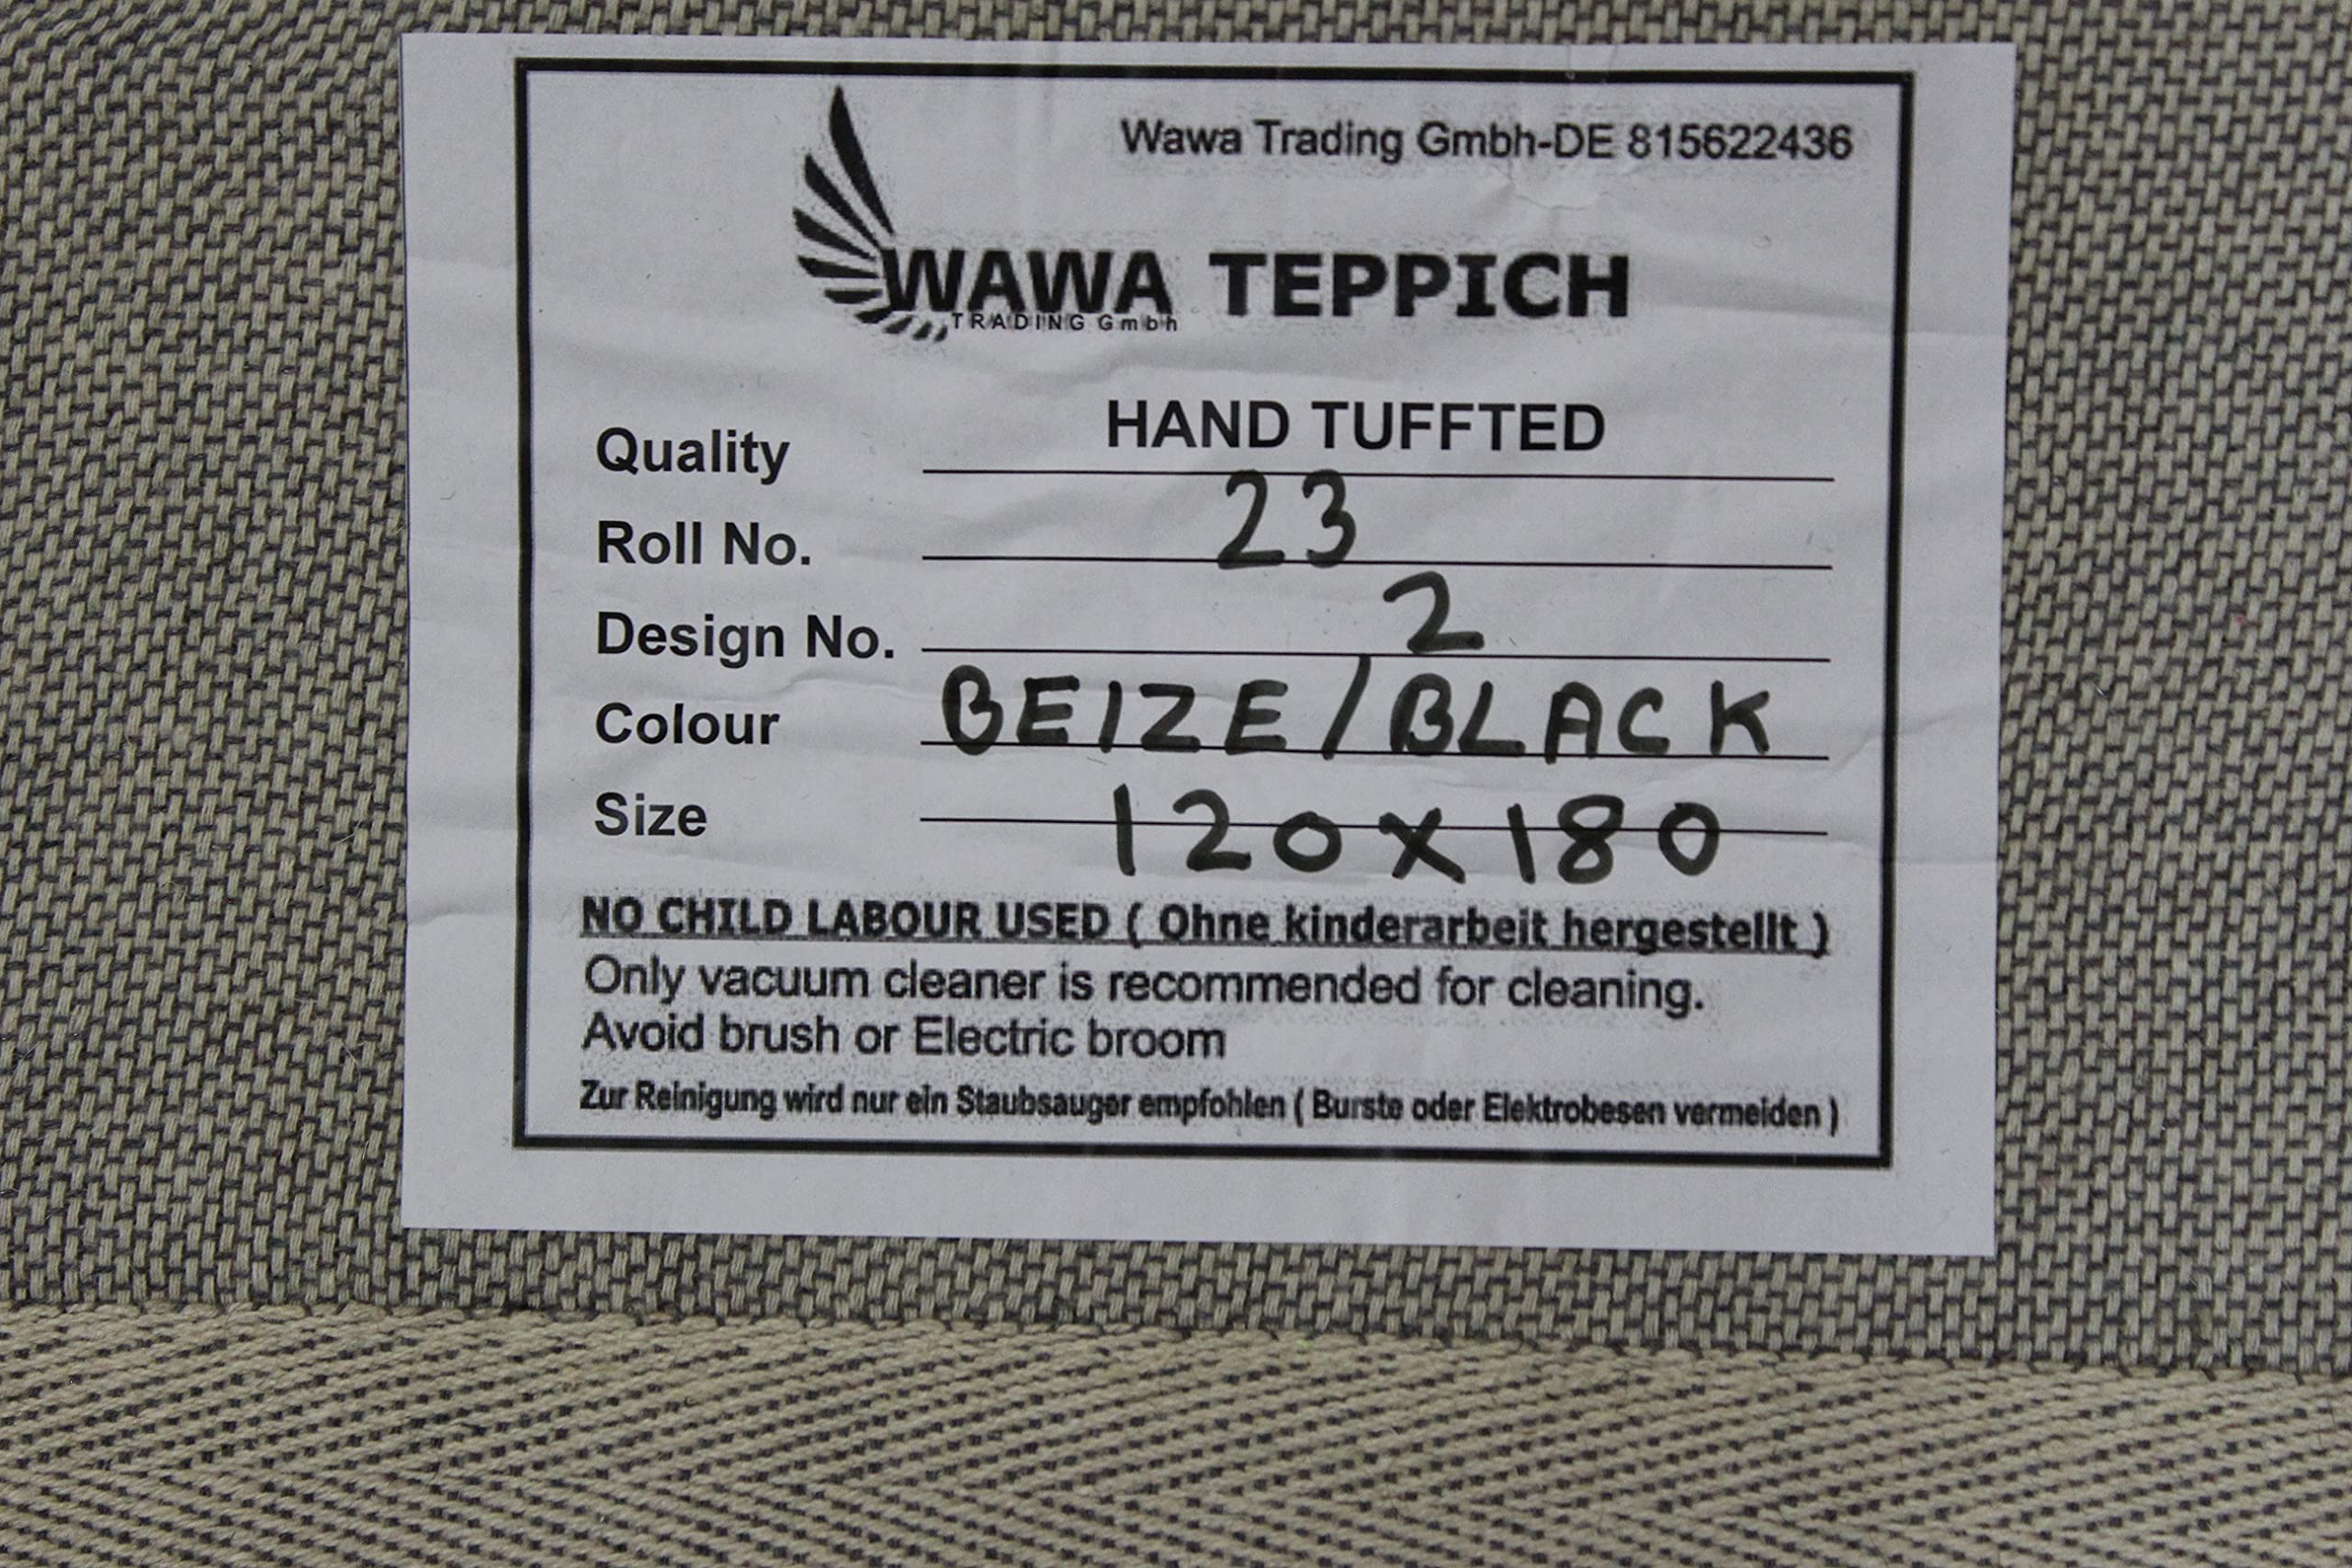 Wawa Trading Gmbh-DE 815622436
WAWA TEPPICH
TRADING Gmbh
Quality HAND TUFFTED
Roll No. 23
Design No. 2
Colour BEIZE/BLACK
Size 120x180
NO CHILD LABOUR USED ( Ohne kinderarbeit hergestellt )
Only vacuum cleaner is recommended for cleaning.
Avoid brush or Electric broom
Zur Reinigung wird nur ein Staubsauger empfohlen ( Burste oder Elektrobesen vermeiden )